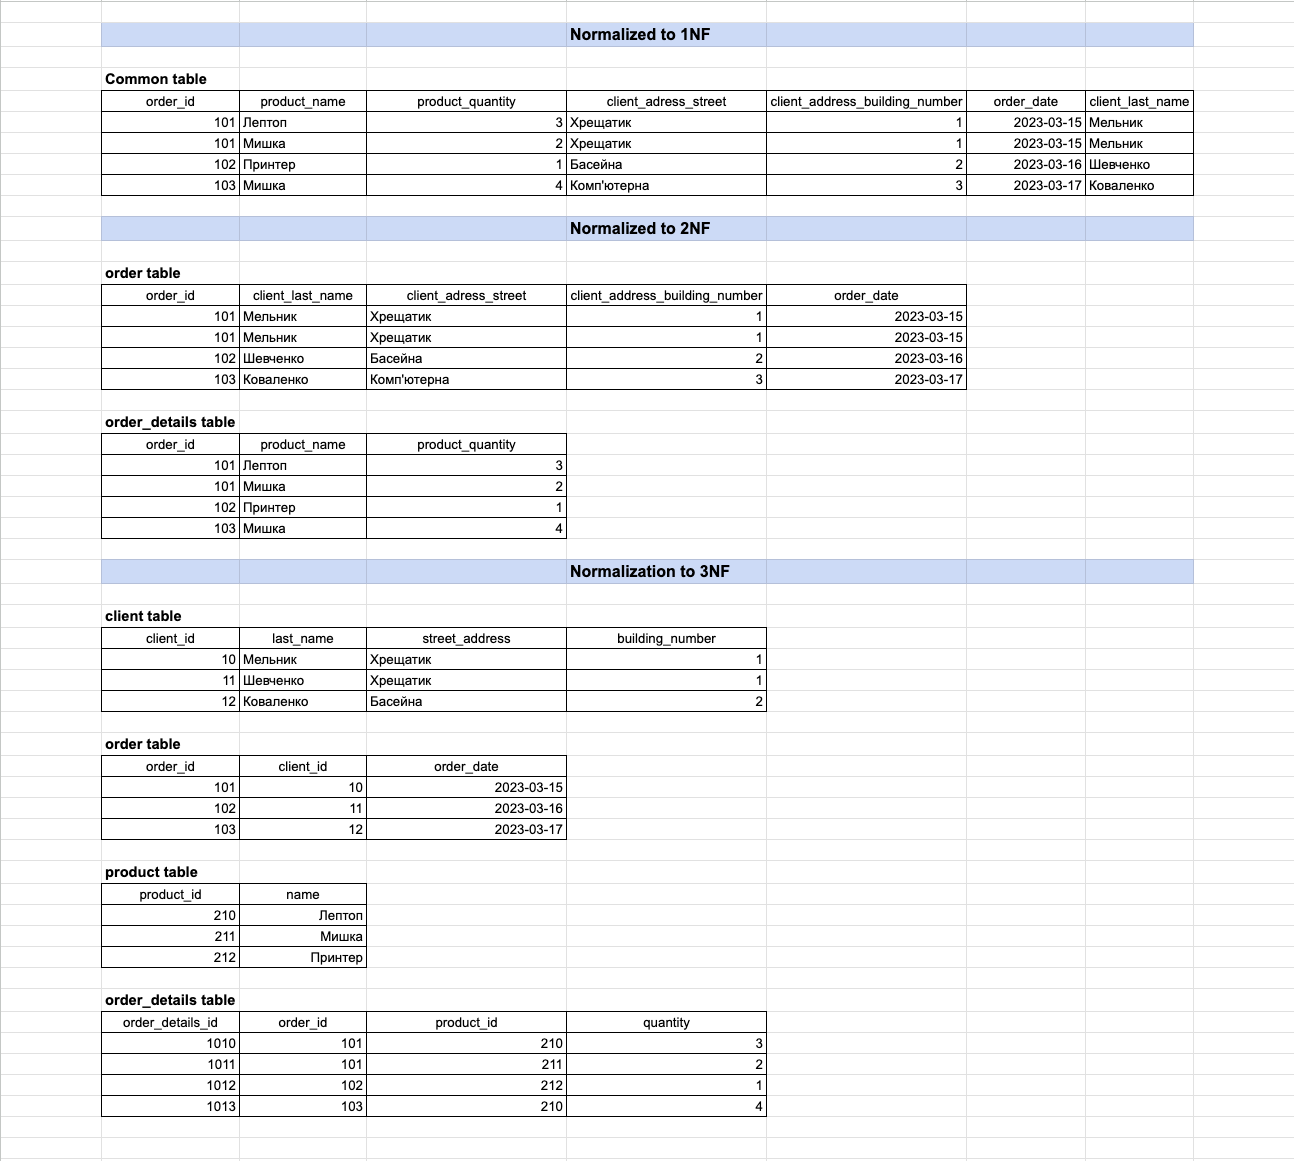 Normalized to 1NF
Common table
order_id product_name product_quantity client_adress_street client_address_building_number order_date client_last_name
101 Лептоп 3 Хрещатик 1 2023-03-15 Мельник
101 Мишка 2 Хрещатик 1 2023-03-15 Мельник
102 Принтер 1 Басейна 2 2023-03-16 Шевченко
103 Мишка 4 Комп'ютерна 3 2023-03-17 Коваленко
Normalized to 2NF
order table
order_id client_last_name client_adress_street client_address_building_number order_date
101 Мельник Хрещатик 1 2023-03-15
101 Мельник Хрещатик 1 2023-03-15
102 Шевченко Басейна 2 2023-03-16
103 Коваленко Комп'ютерна 3 2023-03-17
order_details table
order_id product_name product_quantity
101 Лептоп 3
101 Мишка 2
102 Принтер 1
103 Мишка 4
Normalization to 3NF
client table
client_id last_name street_address building_number
10 Мельник Хрещатик 1
11 Шевченко Хрещатик 1
12 Коваленко Басейна 2
order table
order_id client_id order_date
101 10 2023-03-15
102 11 2023-03-16
103 12 2023-03-17
product table
product_id name
210 Лептоп
211 Мишка
212 Принтер
order_details table
order_details_id order_id product_id quantity
1010 101 210 3
1011 101 211 2
1012 102 212 1
1013 103 210 4